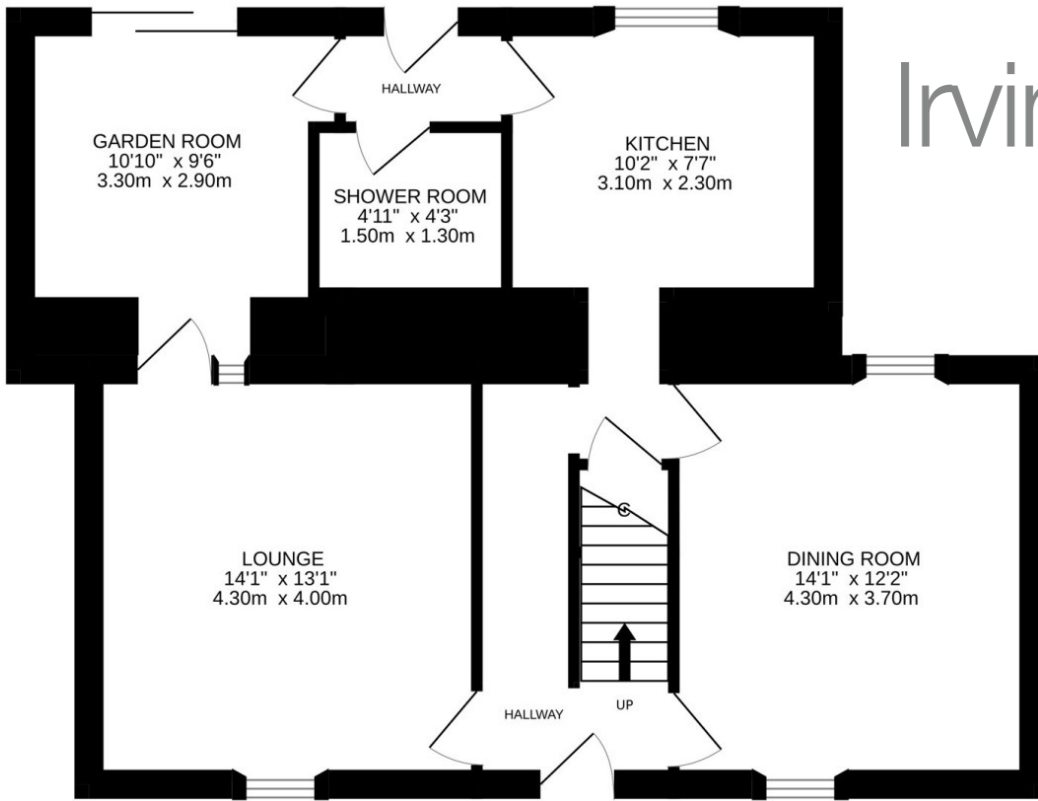 HALLWAY
Irvin
GARDEN ROOM
10'10" x 9'6"
3.30m x 2.90m
KITCHEN
10'2" x 7'7"
3.10m x 2.30m
SHOWER ROOM
4'11" x 4'3"
1.50m x 1.30m
LOUNGE
14'1" x 13'1"
4.30m x 4.00m
DINING ROOM
14'1" x 12'2"
4.30m x 3.70m
HALLWAY
UP